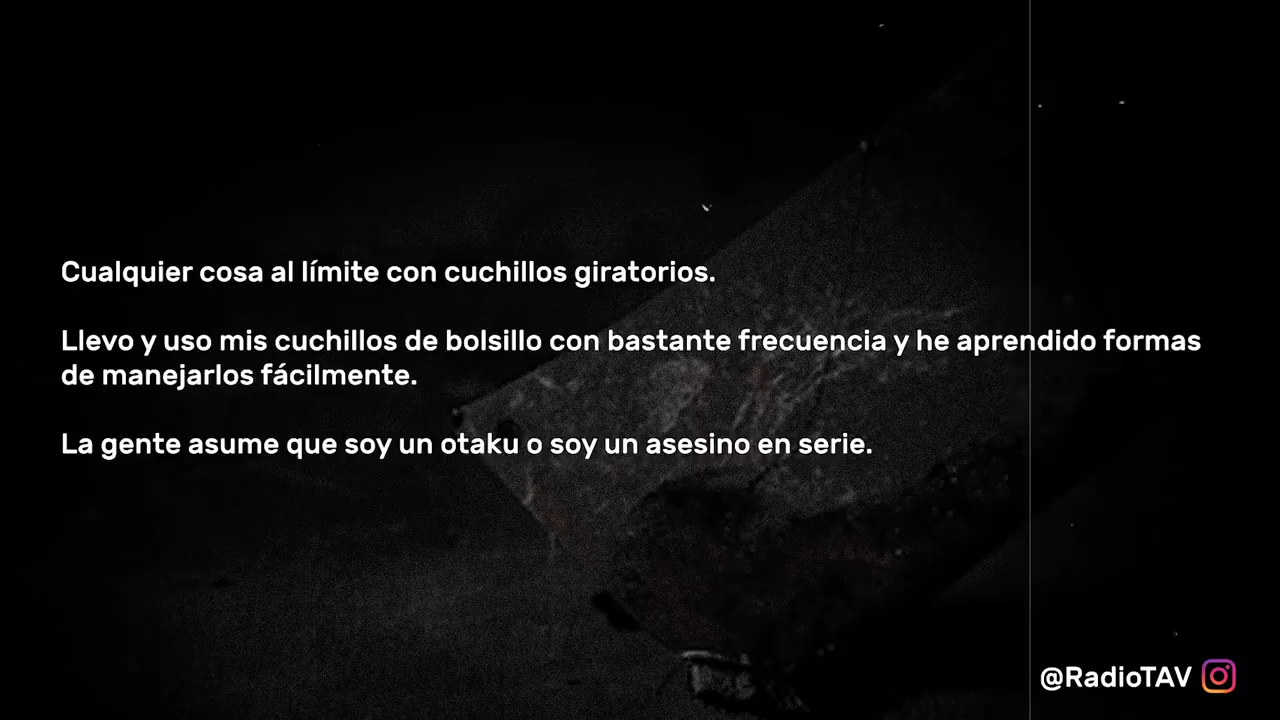 Cualquier cosa al límite con cuchillos giratorios.
Llevo y uso mis cuchillos de bolsillo con bastante frecuencia y he aprendido formas
de manejarlos fácilmente.
La gente asume que soy un otaku o soy un asesino en serie.
@RadioTAV